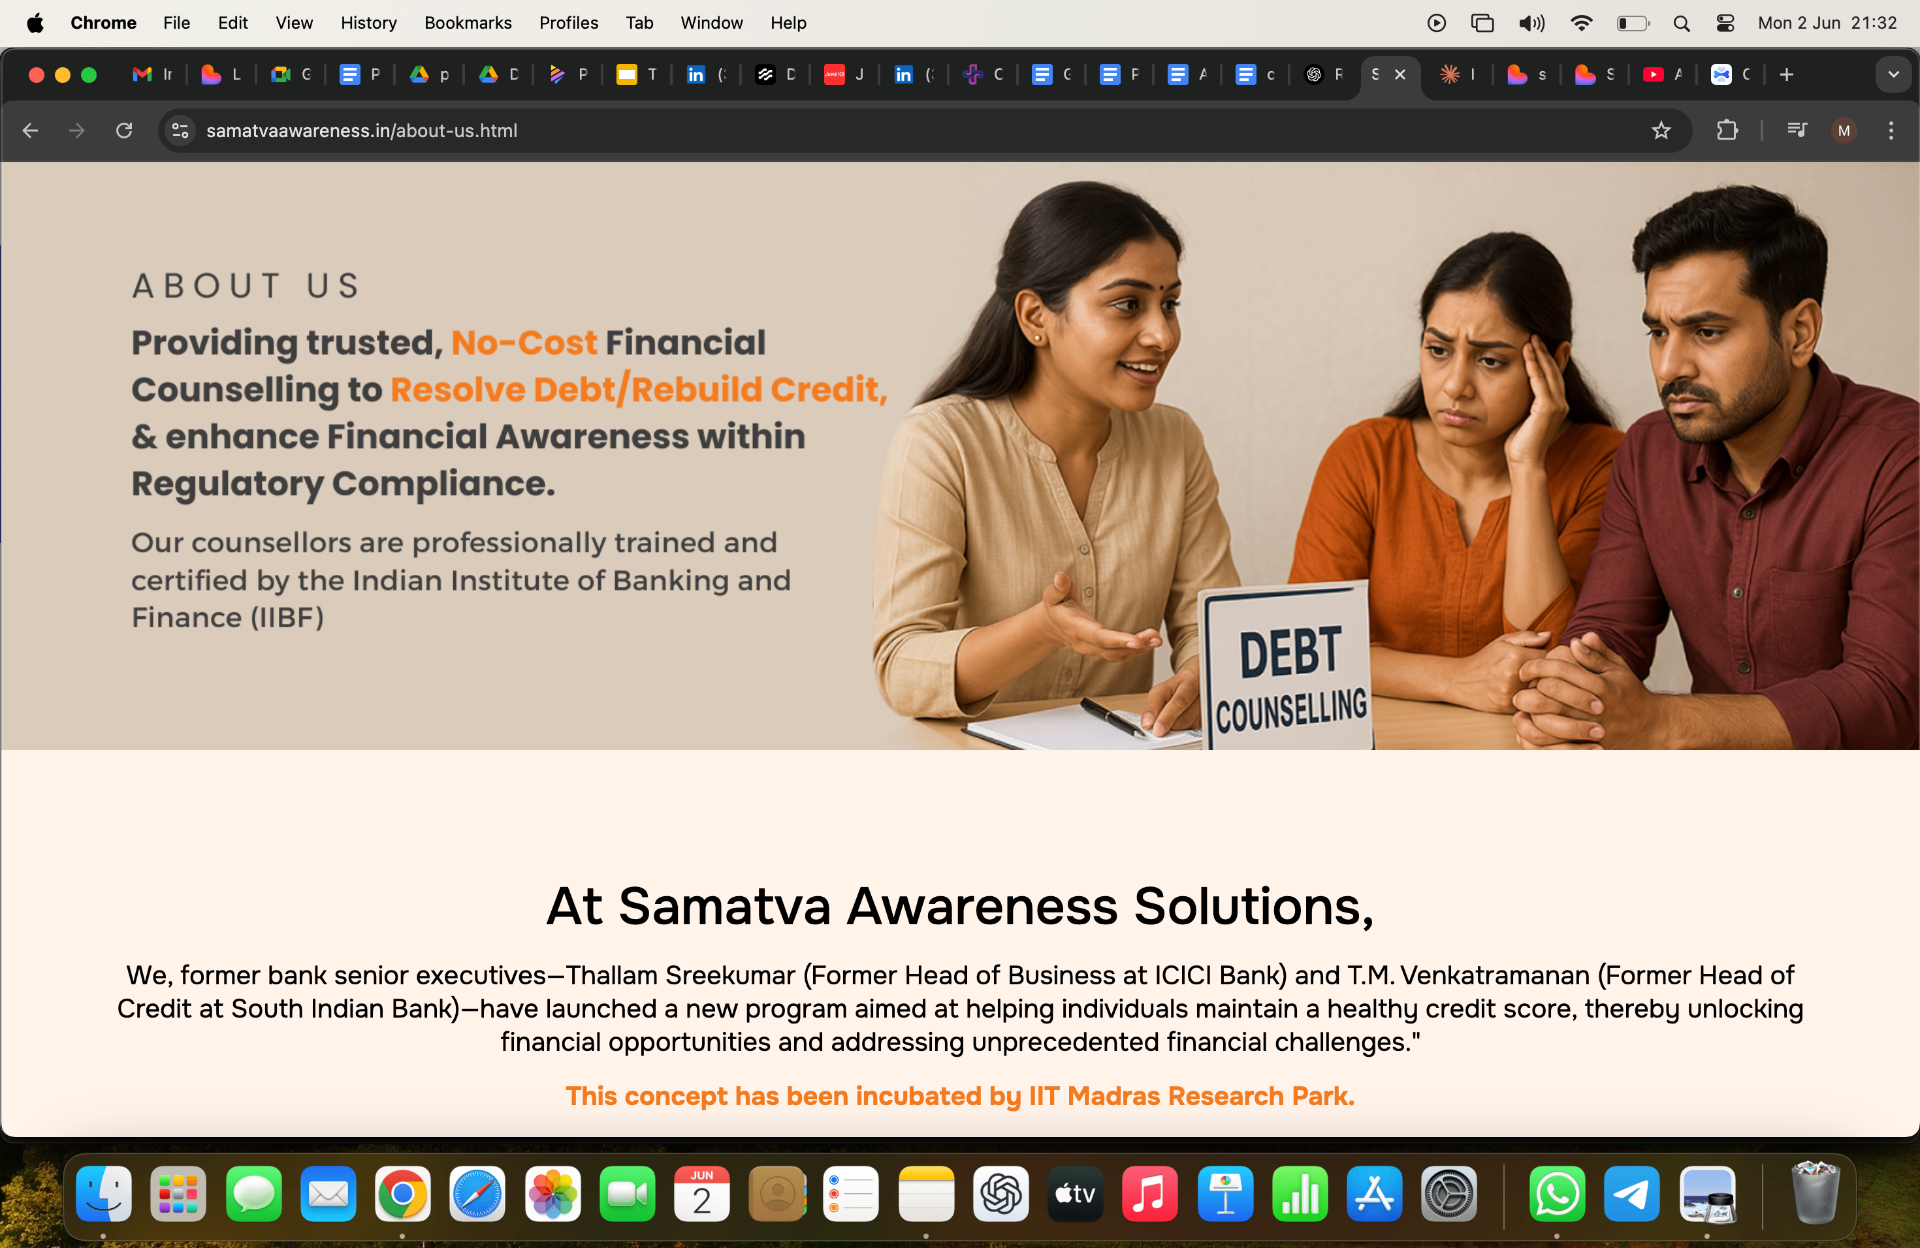 Chrome File Edit View History Bookmarks Profiles Tab Window Help Mon 2 Jun 21:32
samatvaawareness.in/about-us.html
M
ABOUT US
Providing trusted, No-Cost Financial
Counselling to Resolve Debt/Rebuild Credit,
& enhance Financial Awareness within
Regulatory Compliance.
Our counsellors are professionally trained and
certified by the Indian Institute of Banking and
Finance (IIBF)
DEBT
COUNSELLING
At Samatva Awareness Solutions,
We, former bank senior executives—Thallam Sreekumar (Former Head of Business at ICICI Bank) and T.M. Venkatramanan (Former Head of
Credit at South Indian Bank)—have launched a new program aimed at helping individuals maintain a healthy credit score, thereby unlocking
financial opportunities and addressing unprecedented financial challenges."
This concept has been incubated by IIT Madras Research Park.
JUN
2
tv